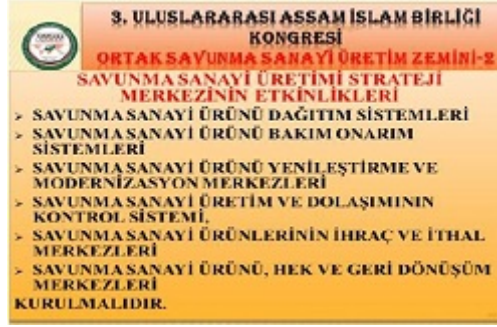 3. ULUSLARARASI ASSAM İSLAM BİRLİĞİ
KONGRESİ
ORTAK SAVUNMA SANAYİ ÜRETİM ZEMİNİ-2
SAVUNMA SANAYİ ÜRETİMİ STRATEJİ
MERKEZİNİN ETKİNLİKLERİ
➢ SAVUNMA SANAYİ ÜRÜNÜ DAĞITIM SİSTEMLERİ
➢ SAVUNMA SANAYİ ÜRÜNÜ BAKIM ONARIM
SİSTEMLERİ
➢ SAVUNMA SANAYİ ÜRÜNÜ YENİLEŞTİRME VE
MODERNİZASYON MERKEZLERİ
➢ SAVUNMA SANAYİ ÜRETİM VE DOLAŞIMININ
KONTROL SİSTEMİ,
➢ SAVUNMA SANAYİ ÜRÜNLERİNİN İHRAÇ VE İTHAL
MERKEZLERİ
➢ SAVUNMA SANAYİ ÜRÜNÜ, HEK VE GERİ DÖNÜŞÜM
MERKEZLERİ
KURULMALIDIR.